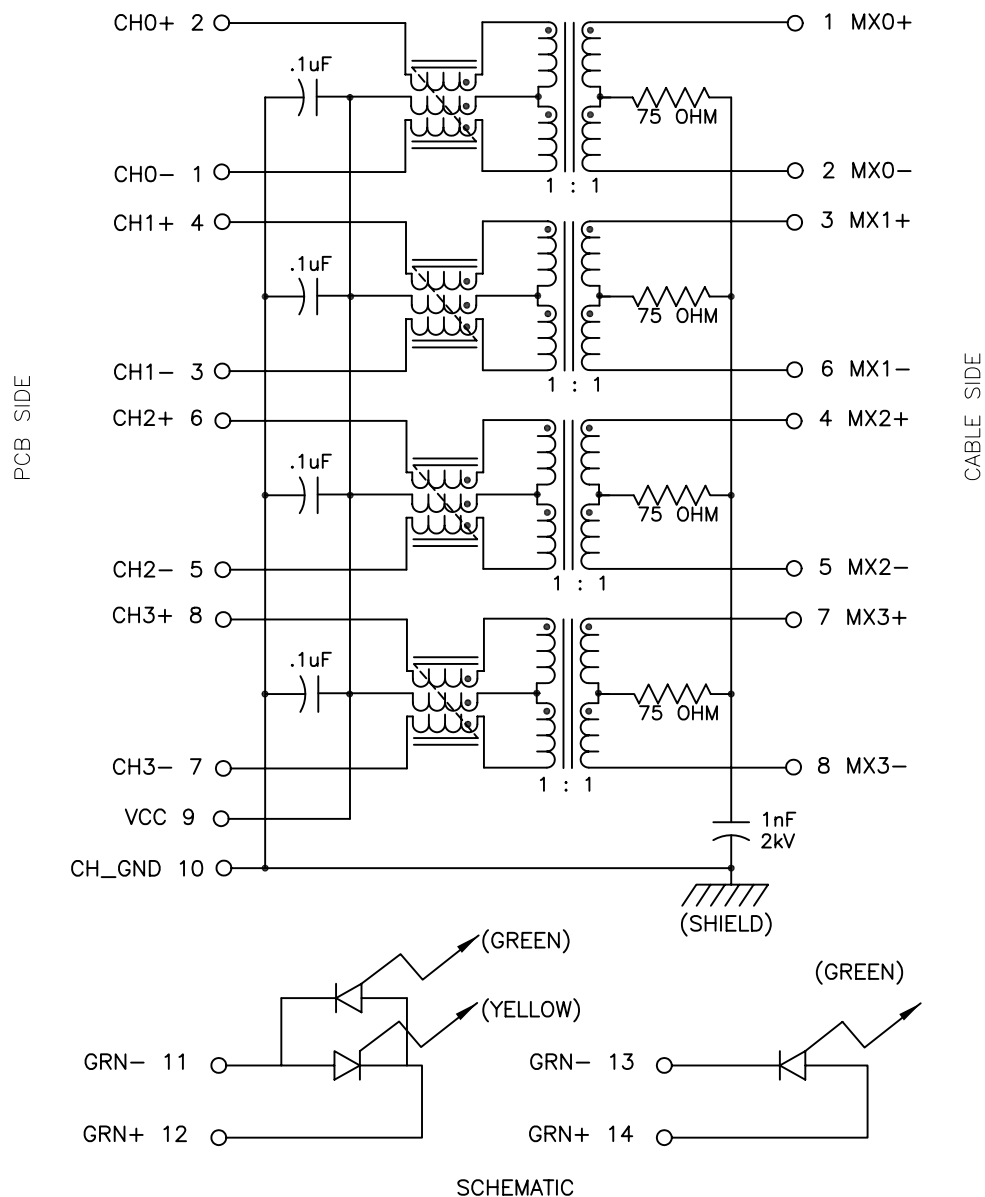 CH0+ 2
1 MX0+
.1uF
75 OHM
CH0- 1
2 MX0-
1 : 1
CH1+ 4
3 MX1+
.1uF
75 OHM
CH1- 3
6 MX1-
1 : 1
PCB SIDE
CABLE SIDE
CH2+ 6
4 MX2+
.1uF
75 OHM
CH2- 5
5 MX2-
1 : 1
CH3+ 8
7 MX3+
.1uF
75 OHM
CH3- 7
8 MX3-
1 : 1
VCC 9
1nF
2kV
CH_GND 10
(SHIELD)
(GREEN)
(GREEN)
(YELLOW)
GRN- 11
GRN- 13
GRN+ 12
GRN+ 14
SCHEMATIC